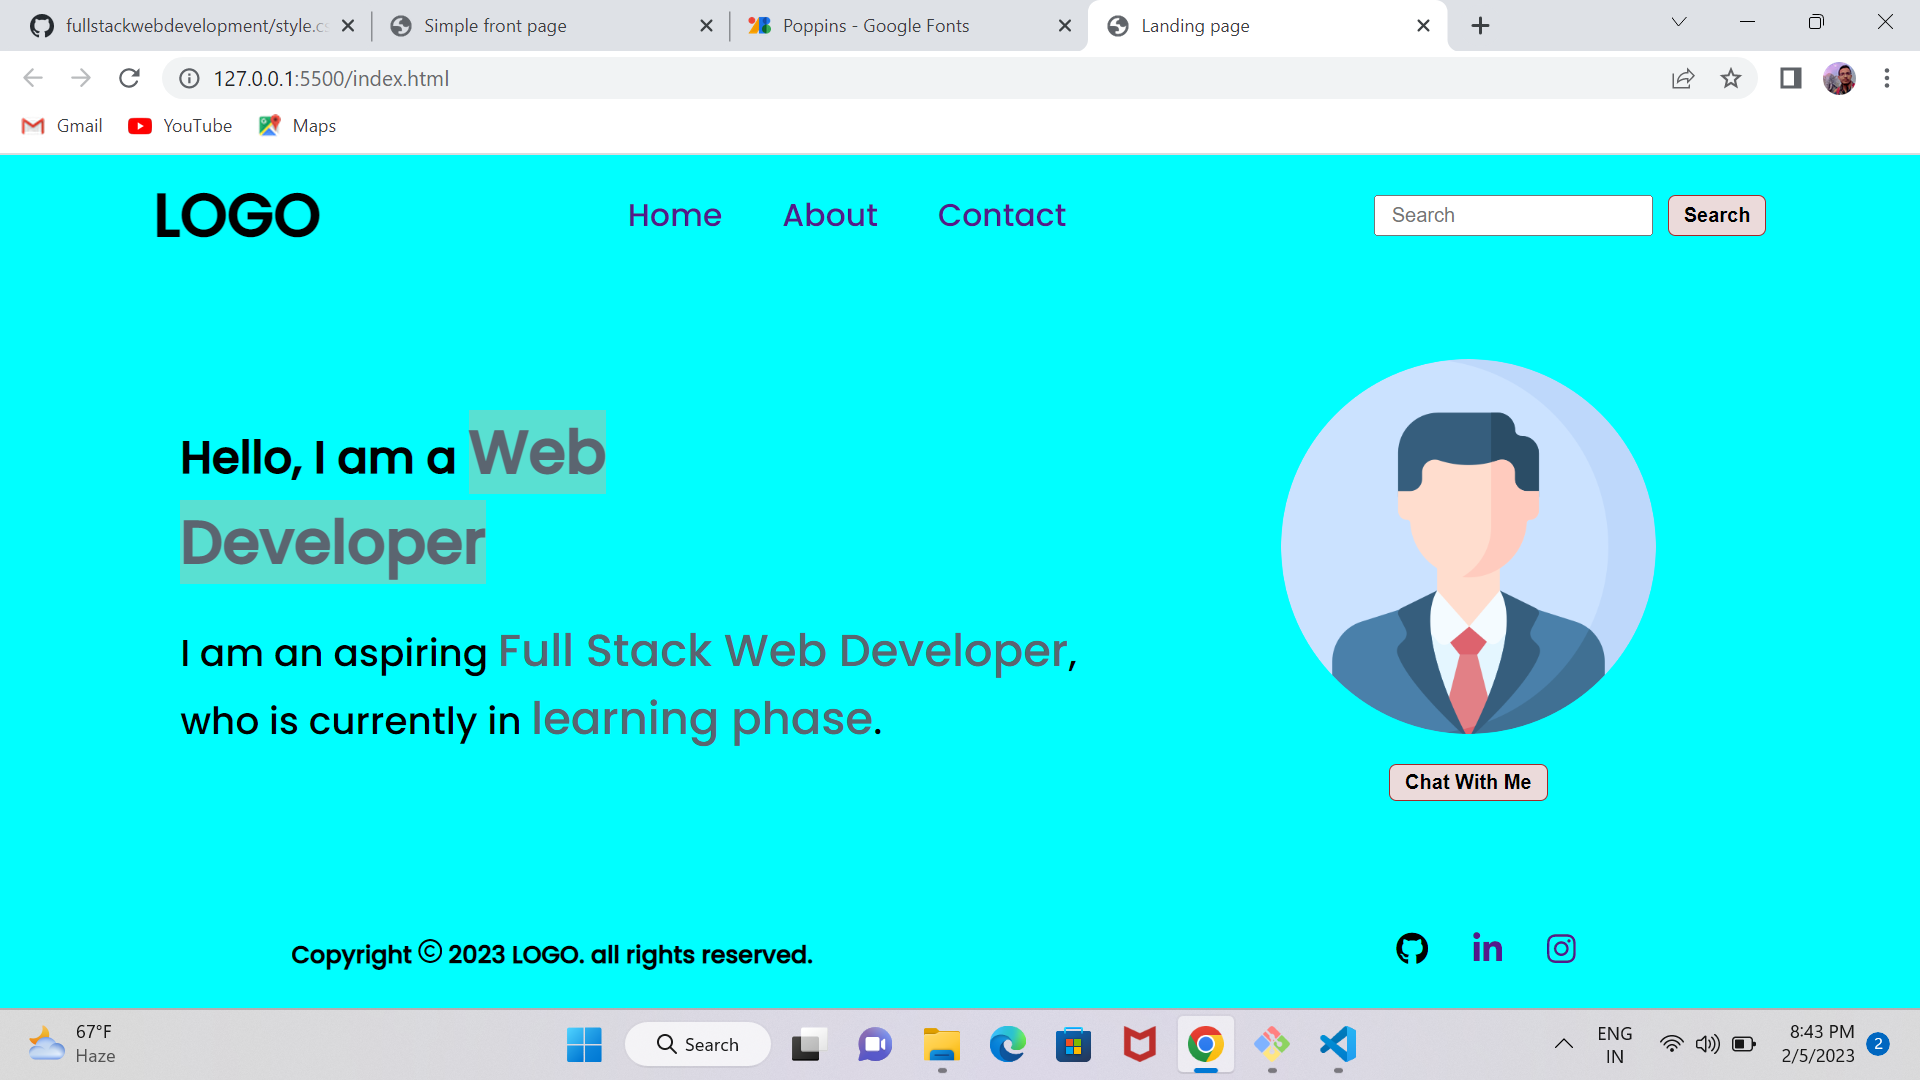 fullstackwebdevelopment/style.cs
Simple front page
Poppins - Google Fonts
Landing page
127.0.0.1:5500/index.html
Gmail
YouTube
Maps
LOGO
Home
About
Contact
Search
Search
Hello, I am a Web
Developer
I am an aspiring Full Stack Web Developer,
who is currently in learning phase.
Chat With Me
Copyright © 2023 LOGO. all rights reserved.
in
67°F
Haze
Search
ENG
IN
8:43 PM
2/5/2023
2